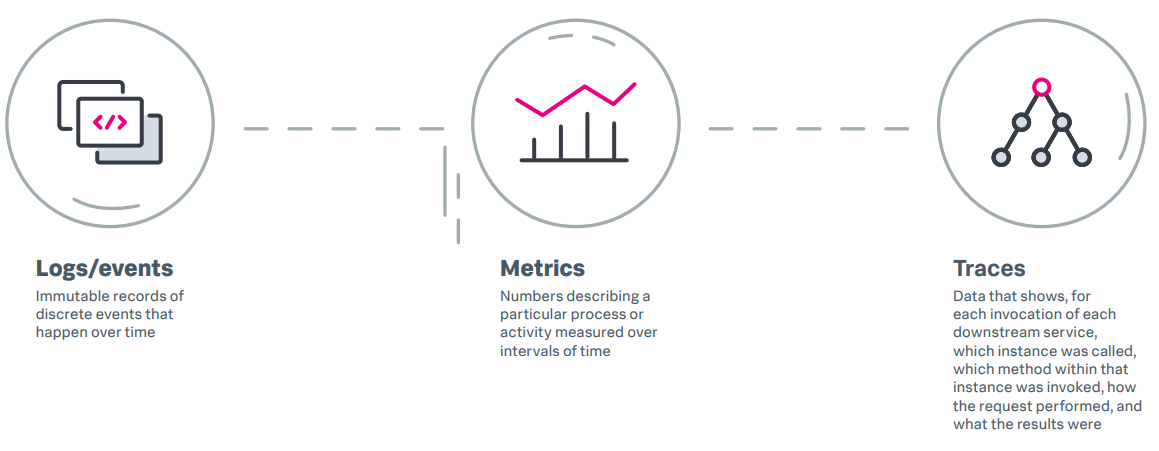 Logs/events
Immutable records of
discrete events that
happen over time
Metrics
Numbers describing a
particular process or
activity measured over
intervals of time
Traces
Data that shows, for
each invocation of each
downstream service,
which instance was called,
which method within that
instance was invoked, how
the request performed, and
what the results were